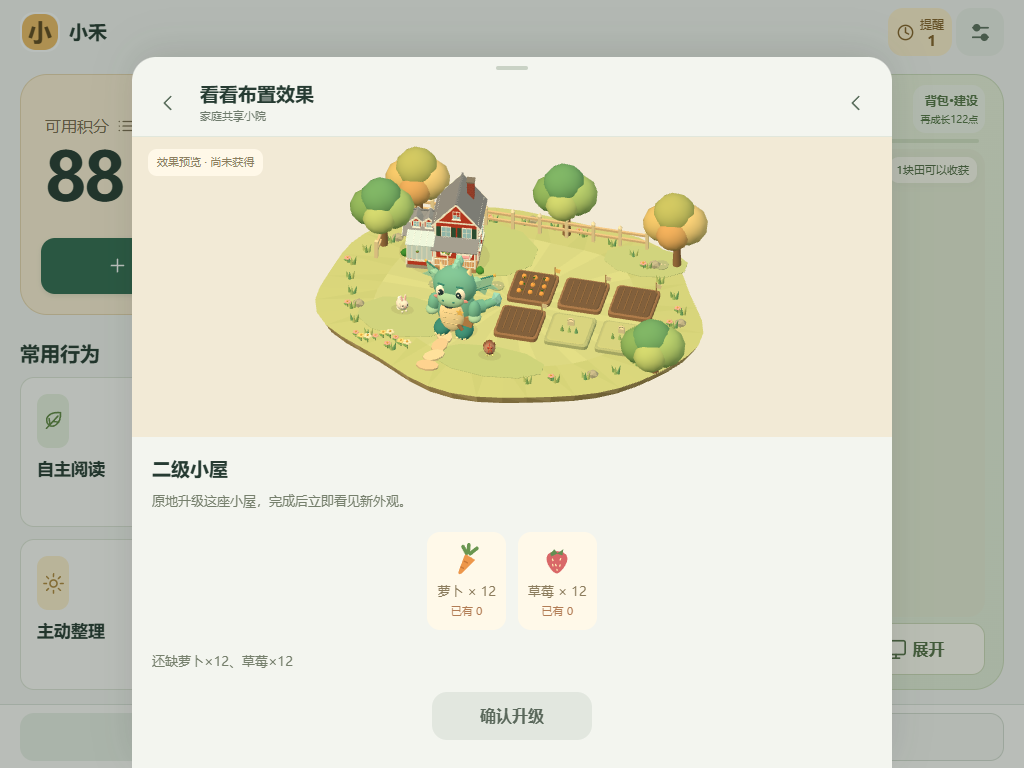 小 小禾
提醒
1
可用积分
88
背包·建设
再成长122点
1块田可以收获
常用行为
自主阅读
主动整理
展开
看看布置效果
家庭共享小院
效果预览 · 尚未获得
二级小屋
原地升级这座小屋，完成后立即看见新外观。
萝卜 × 12
已有 0
草莓 × 12
已有 0
还缺萝卜×12、草莓×12
确认升级